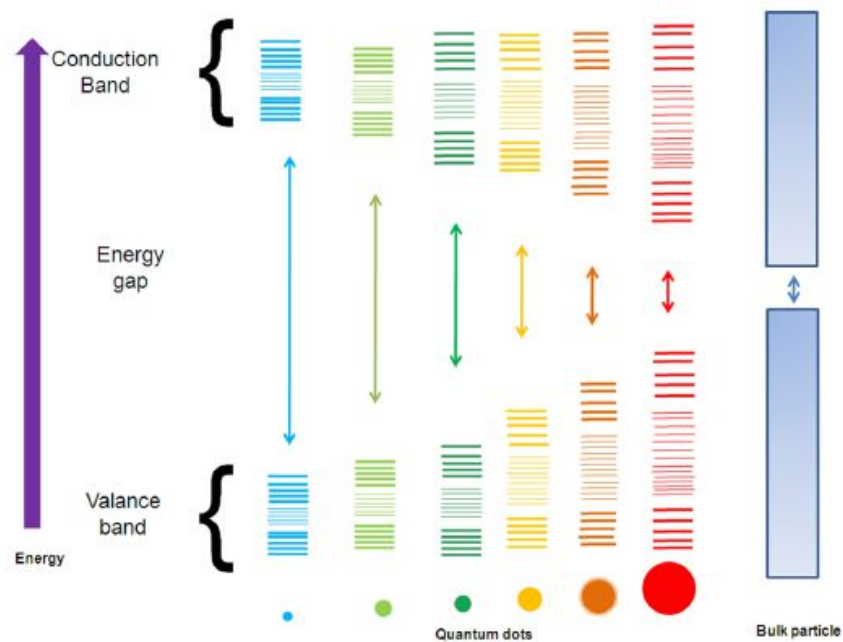 Conduction
Band
Energy
gap
Valance
band
Energy
Quantum dots
Bulk particle